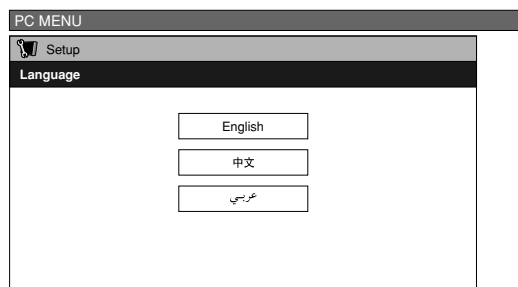 PC MENU
Setup
Language
English
中文
عربي